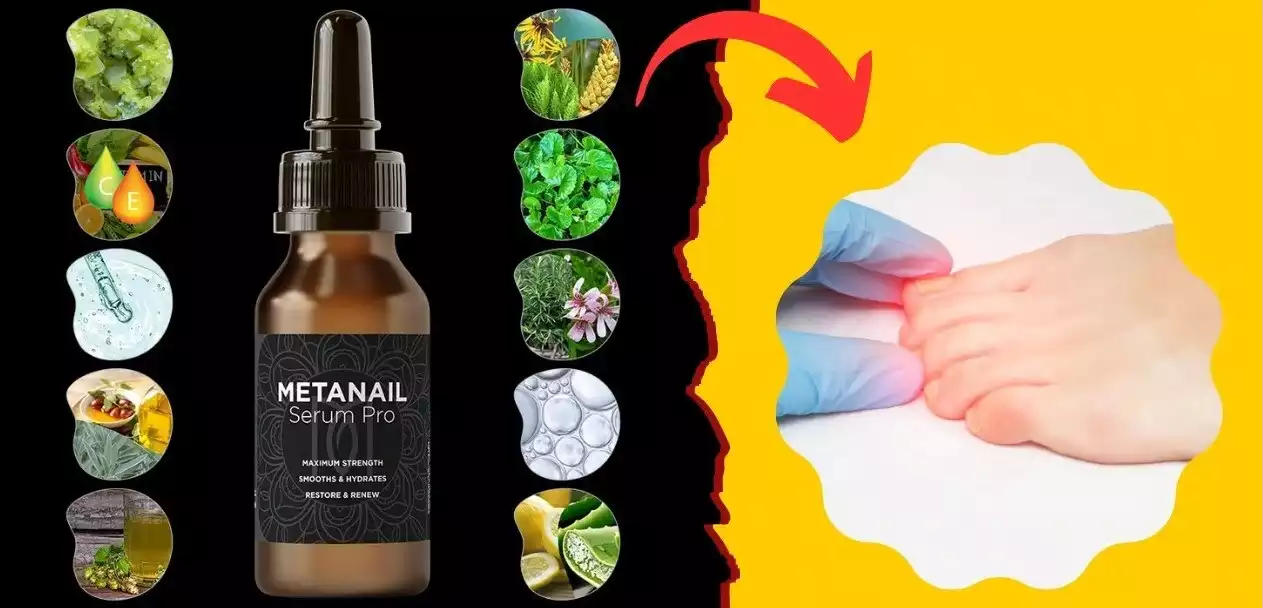 C
E
METANAIL
Serum Pro
MAXIMUM STRENGTH
SMOOTHS & HYDRATES
RESTORE & RENEW